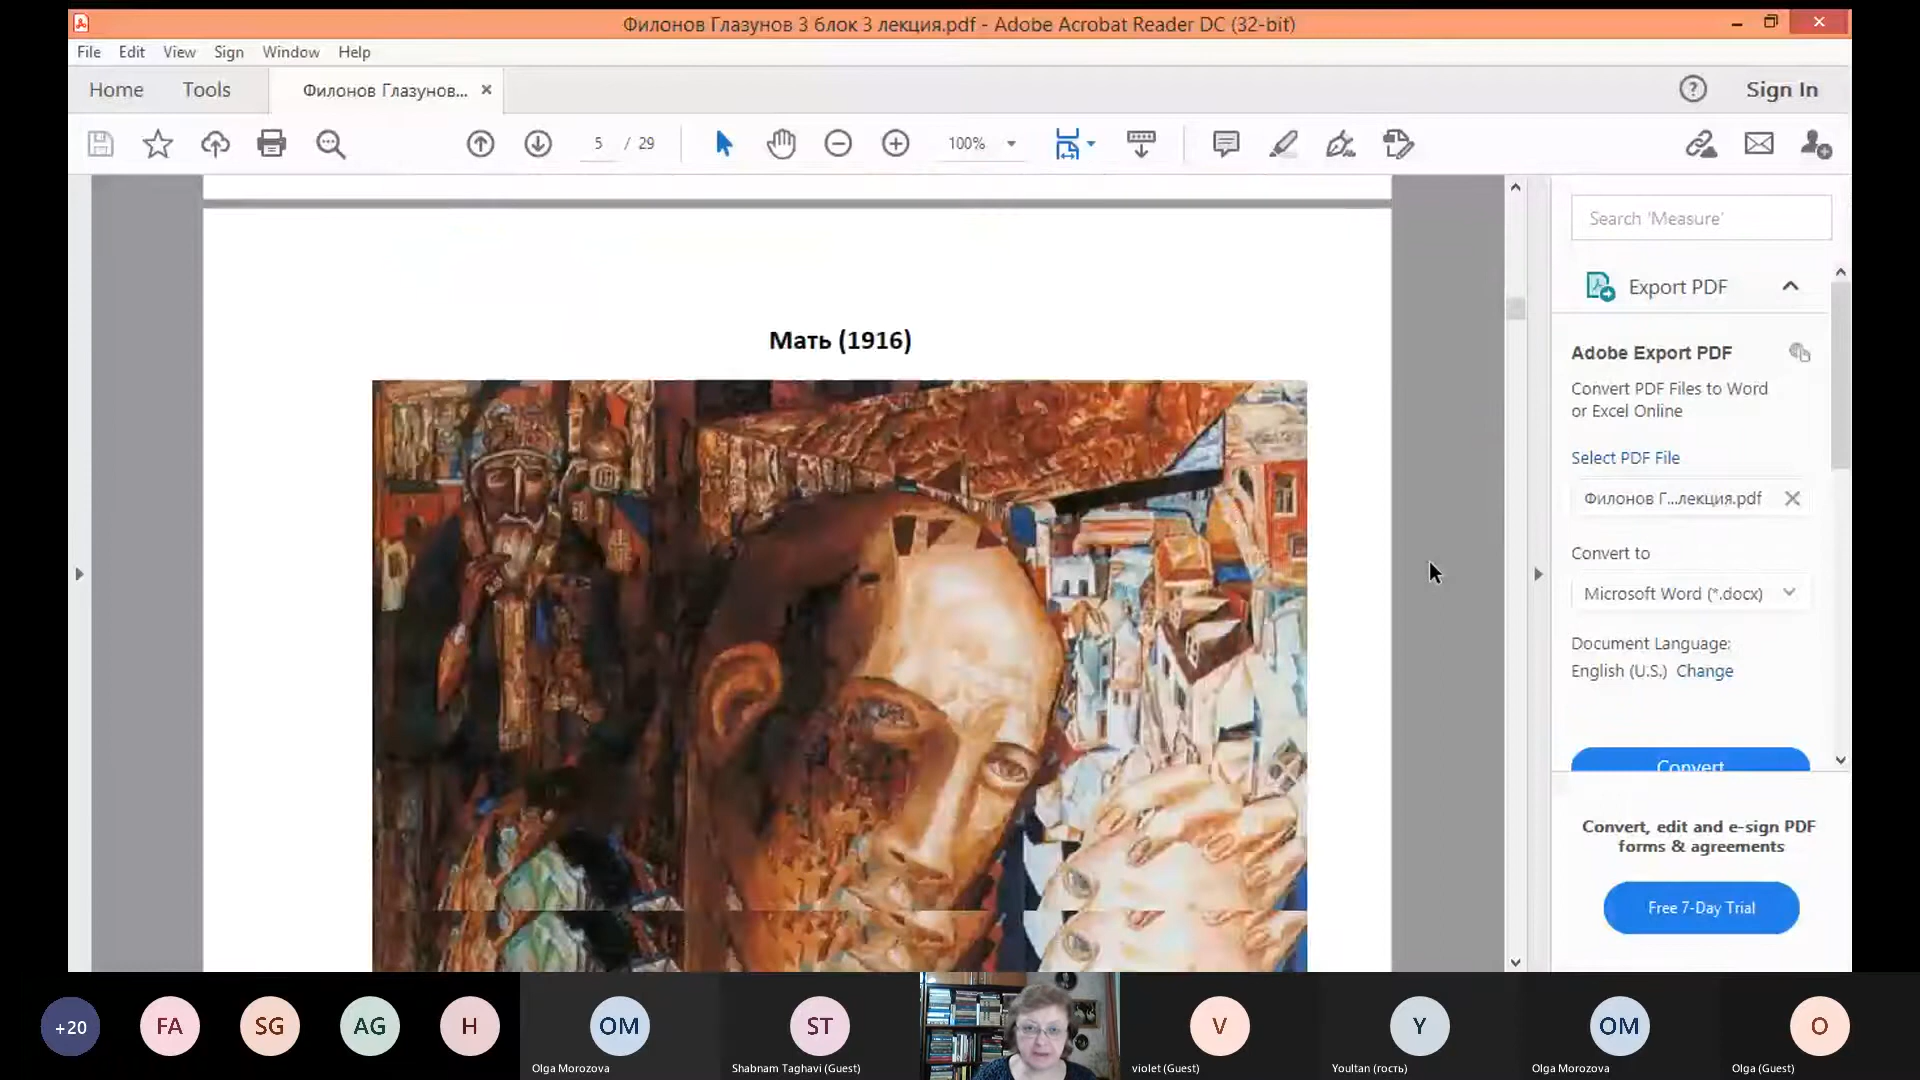 Филонов Глазунов 3 блок 3 лекция.pdf - Adobe Acrobat Reader DC (32-bit)
File Edit View Sign Window Help
Home Tools Филонов Глазунов... Sign In
5 / 29 100%
Search 'Measure'
Export PDF
Adobe Export PDF
Convert PDF Files to Word
or Excel Online
Select PDF File
Филонов Г...лекция.pdf
Convert to
Microsoft Word (*.docx)
Document Language:
English (U.S.) Change
Convert
Convert, edit and e-sign PDF
forms & agreements
Free 7-Day Trial
Мать (1916)
+20 FA SG AG H OM ST V Y OM O
Olga Morozova Shabnam Taghavi (Guest) violet (Guest) Youltan (гость) Olga Morozova Olga (Guest)